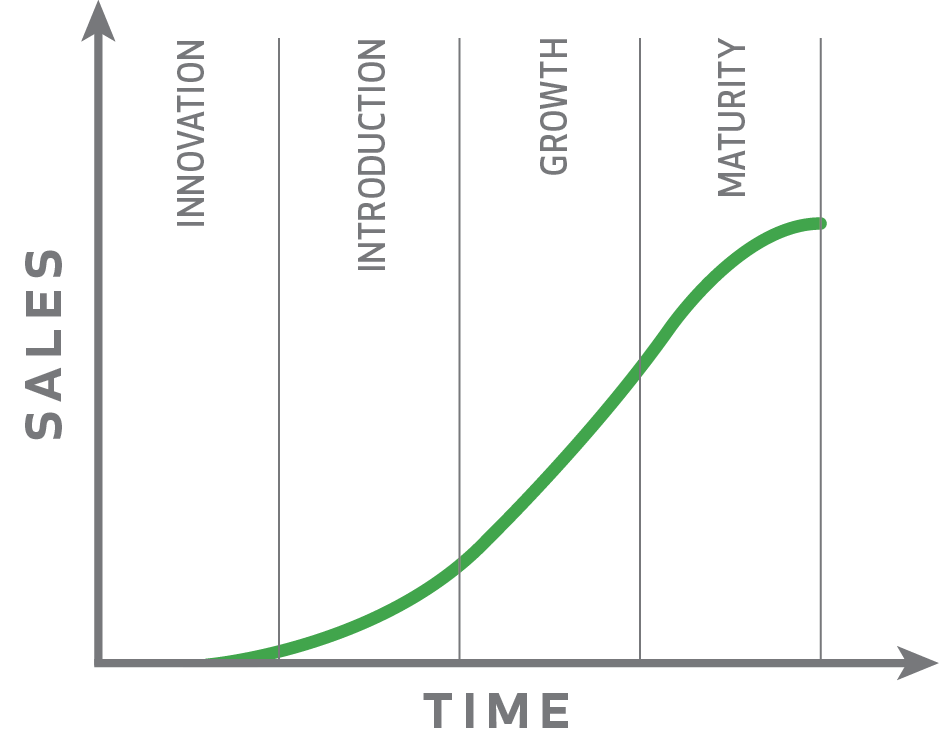 INNOVATION
INTRODUCTION
GROWTH
MATURITY
SALES
TIME